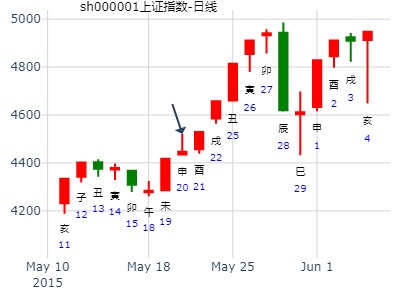 sh000001上证指数-日线
5000
4800
4600
4400
4200
亥
11
子
12
丑
13
寅
14
卯
15
午
18
未
19
申
20
酉
21
戌
22
丑
25
寅
26
卯
27
辰
28
巳
29
申
1
酉
2
戌
3
亥
4
May 10
2015
May 18
May 25
Jun 1